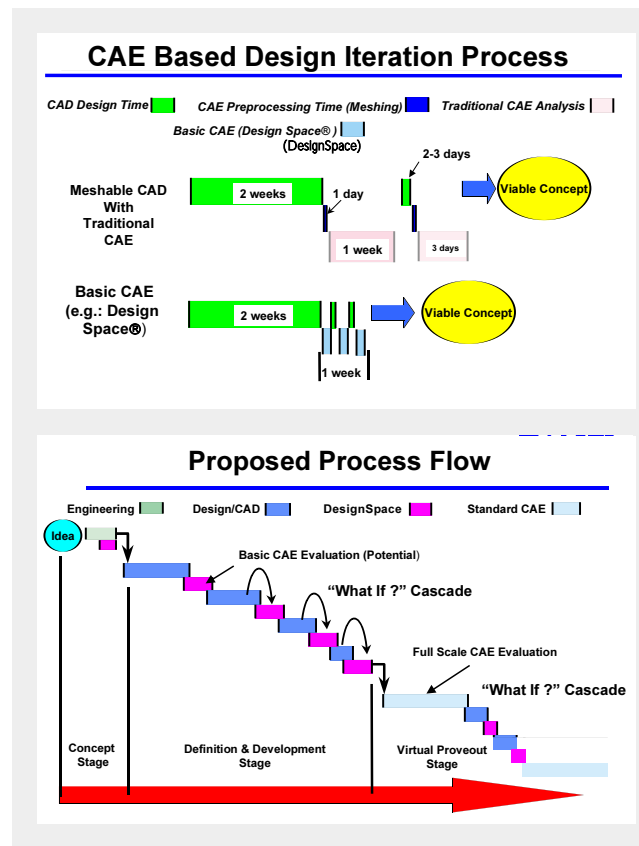 CAE Based Design Iteration Process
CAD Design Time
CAE Preprocessing Time (Meshing)
Traditional CAE Analysis
Basic CAE (Design Space® )
(DesignSpace)
2-3 days
Meshable CAD
With
Traditional
CAE
2 weeks
1 day
Viable Concept
1 week
3 days
Basic CAE
(e.g.: Design
Space®)
2 weeks
Viable Concept
1 week
Proposed Process Flow
Engineering
Design/CAD
DesignSpace
Standard CAE
Idea
Basic CAE Evaluation (Potential)
“What If ?” Cascade
Full Scale CAE Evaluation
“What If ?” Cascade
Concept
Stage
Definition & Development
Stage
Virtual Proveout
Stage